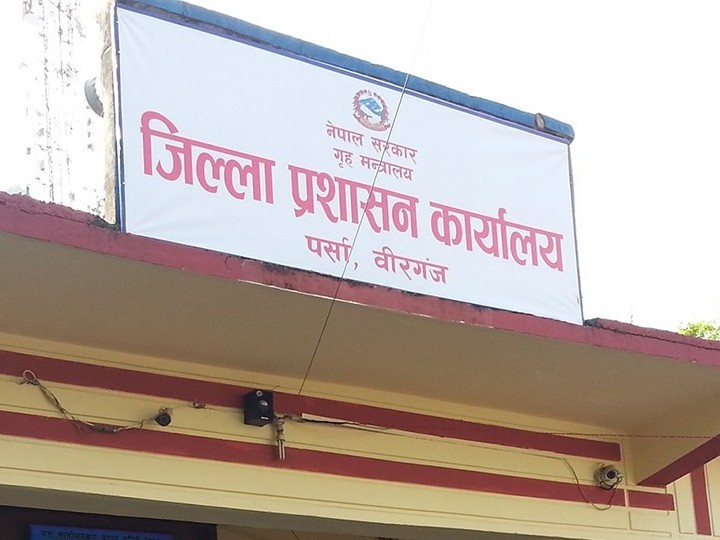 नेपाल सरकार
गृह मन्त्रालय
जिल्ला प्रशासन कार्यालय
पर्सा, वीरगंज